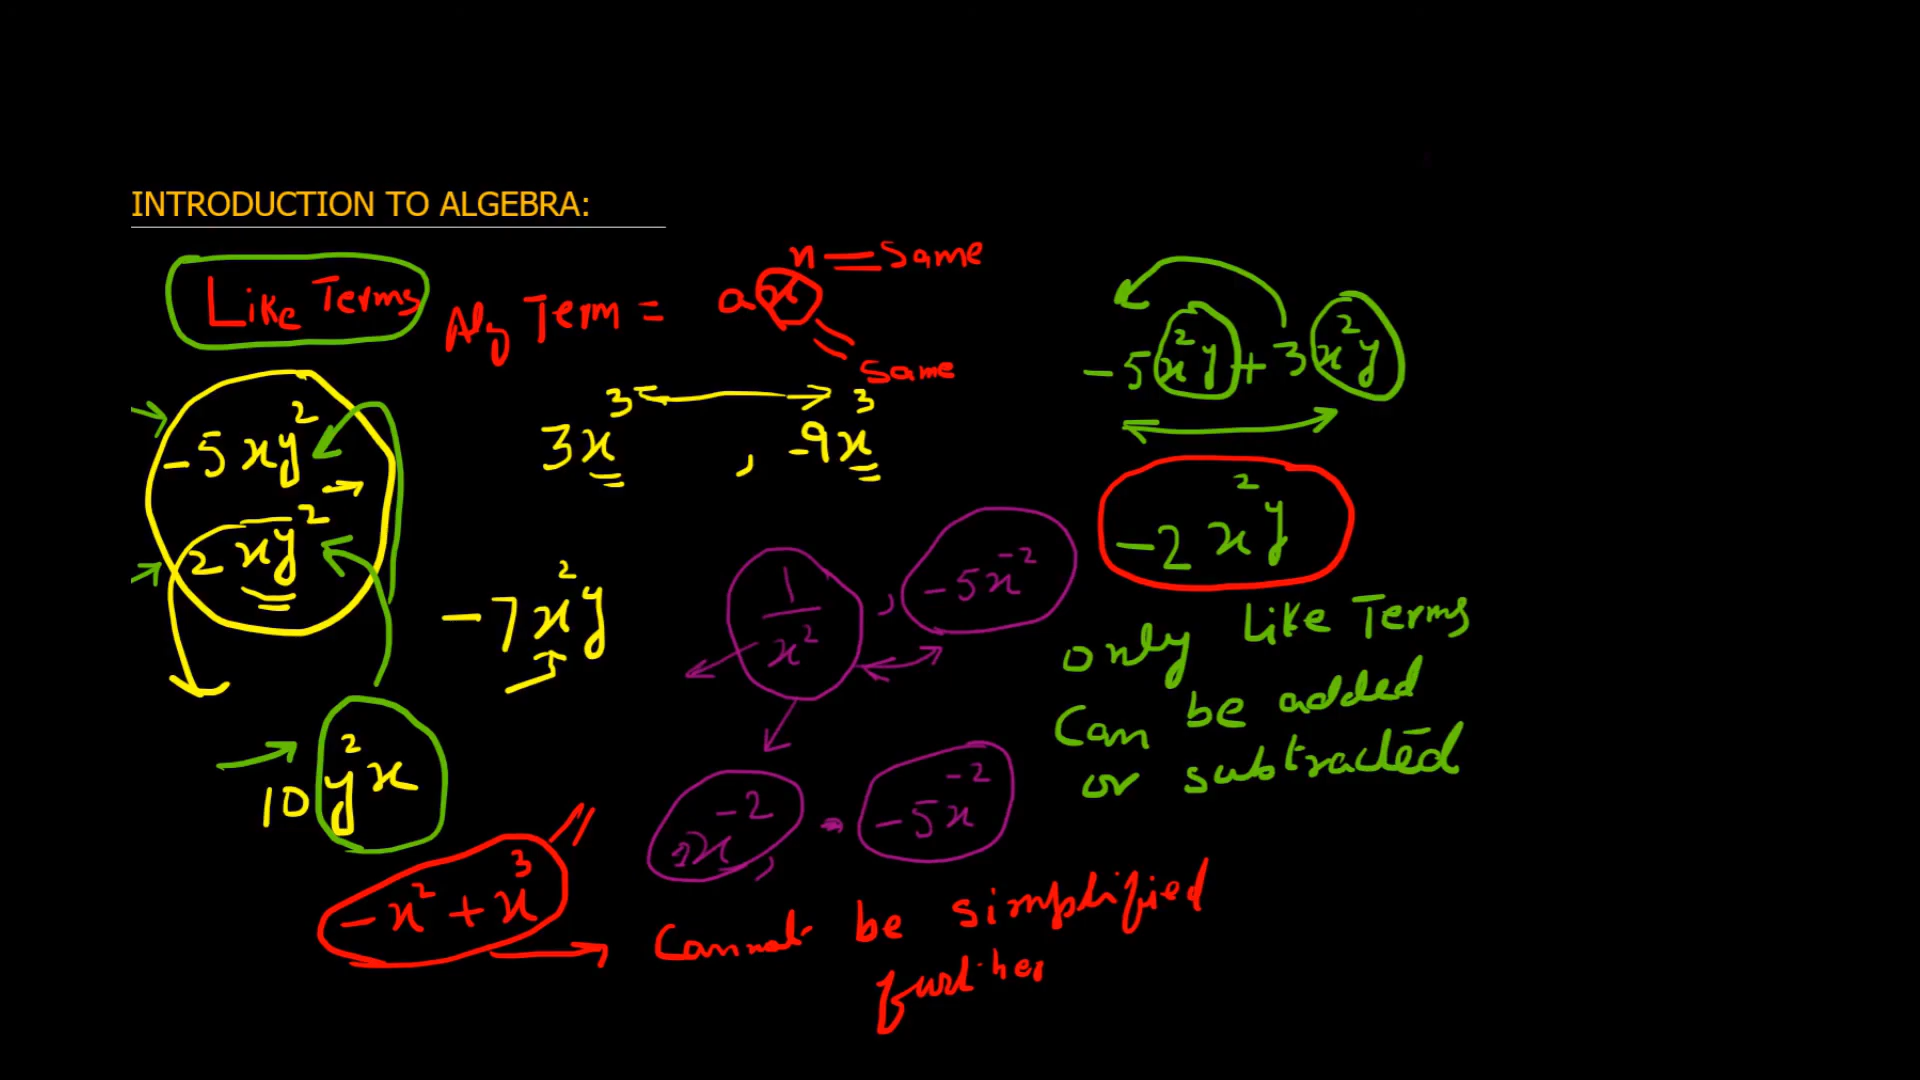 INTRODUCTION TO ALGEBRA:
Like Terms
Alg Term = axⁿ
n = same
same
-5xy²
2xy²
10y²x
3x³, -9x³
-7x²y
1/x², -5x⁻²
x⁻², -5x⁻²
-5x²y + 3x²y
-2x²y
only like Terms
can be added
or subtracted
-x² + x³
cannot be simplified
further